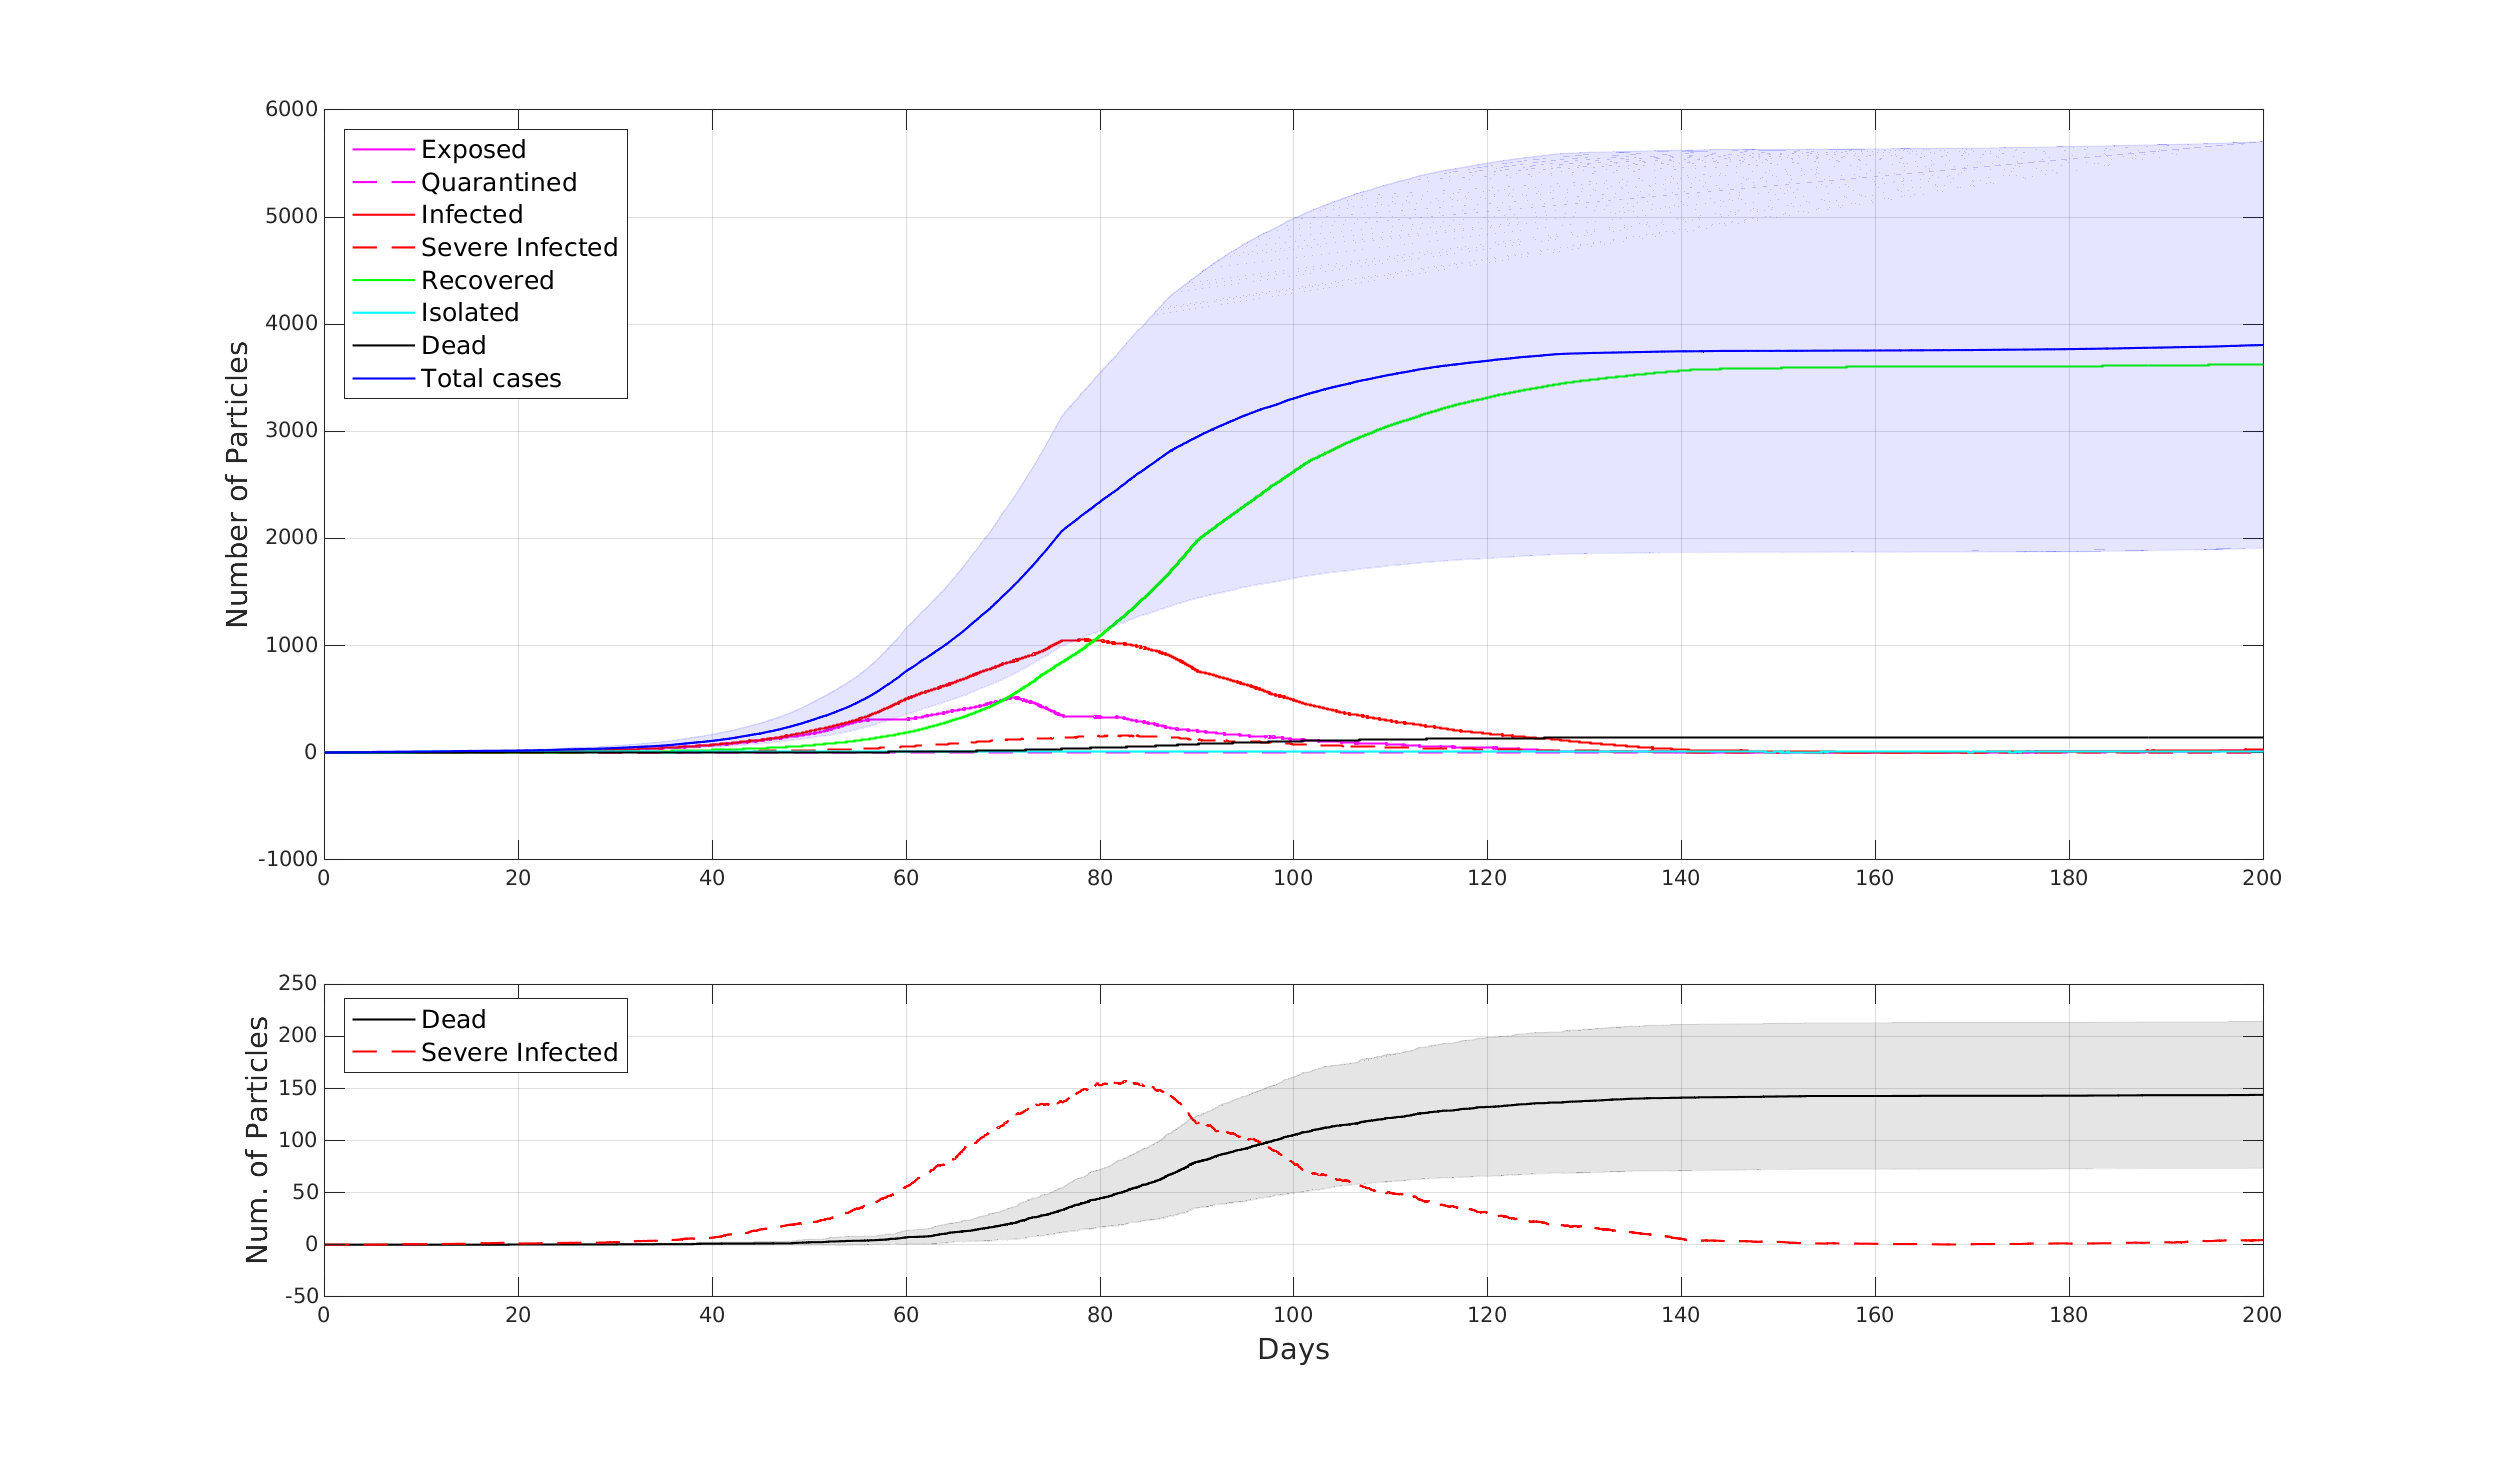 6000
5000
4000
3000
2000
1000
0
-1000
Number of Particles
Exposed
Quarantined
Infected
Severe Infected
Recovered
Isolated
Dead
Total cases
0 20 40 60 80 100 120 140 160 180 200
250
200
150
100
50
0
-50
Num. of Particles
Dead
Severe Infected
0 20 40 60 80 100 120 140 160 180 200
Days